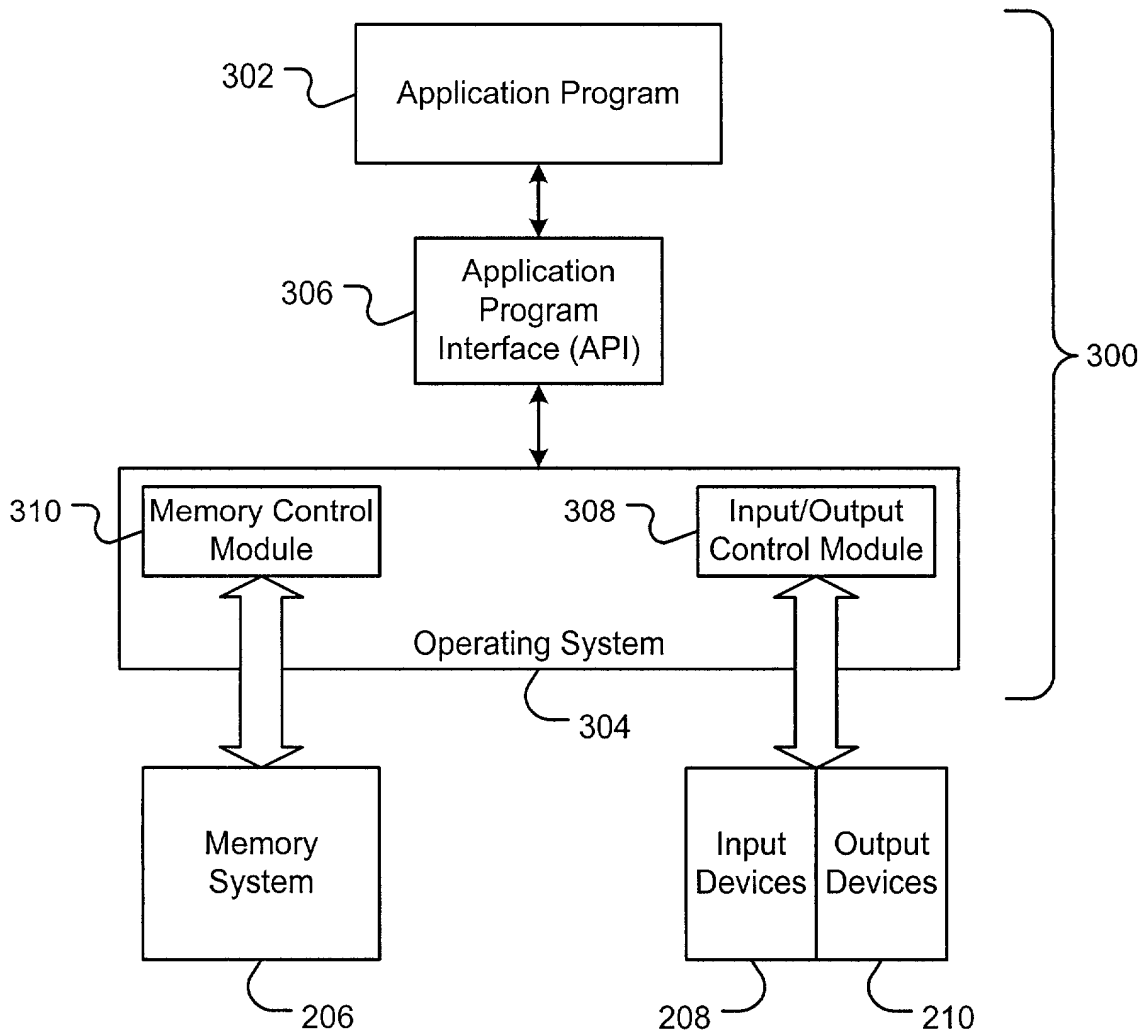 302
Application Program
306
Application
Program
Interface (API)
300
310
Memory Control
Module
308
Input/Output
Control Module
Operating System
304
Memory
System
Input
Devices
Output
Devices
206
208
210